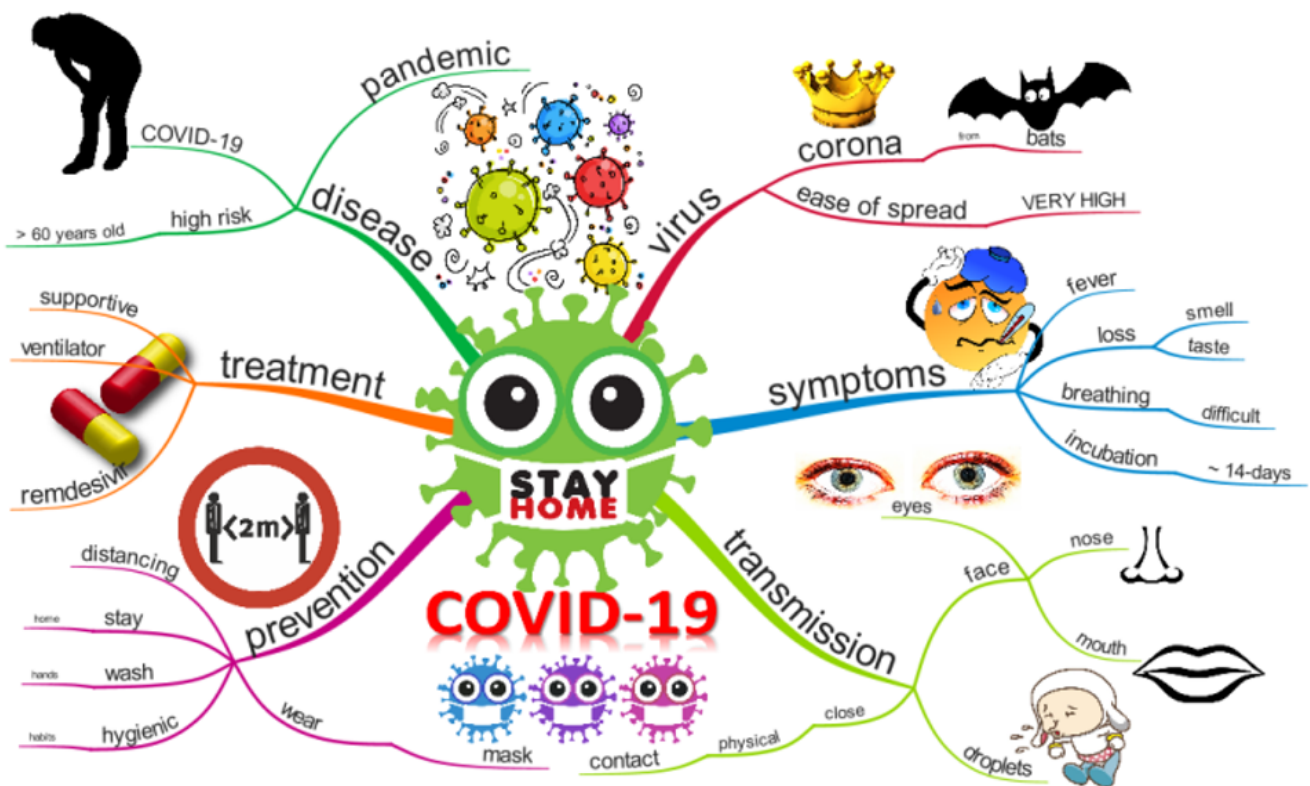 pandemic
COVID-19
disease
high risk
> 60 years old
virus
corona
from
bats
ease of spread
VERY HIGH
symptoms
fever
loss
smell
taste
breathing
difficult
incubation
~ 14-days
treatment
supportive
ventilator
remdesivir
STAY
HOME
COVID-19
prevention
<2m>
distancing
stay
home
wash
hands
hygienic
habits
wear
mask
transmission
face
eyes
nose
mouth
close
physical
contact
droplets